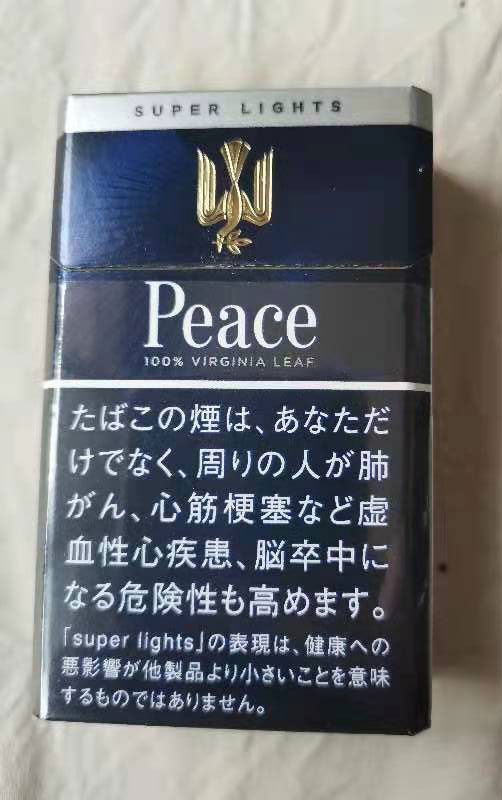 SUPER LIGHTS
Peace
100% VIRGINIA LEAF
たばこの煙は、あなただ
けでなく、周りの人が肺
がん、心筋梗塞など虚
血性心疾患、脳卒中に
なる危険性も高めます。
「super lights」の表現は、健康への
悪影響が他製品より小さいことを意味
するものではありません。